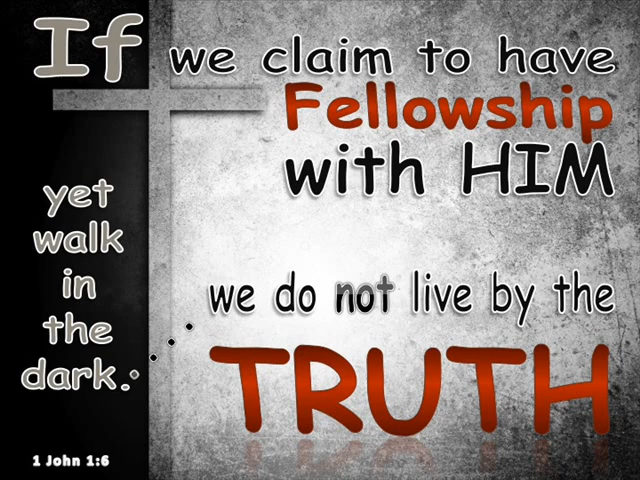 If we claim to have
Fellowship
with HIM
yet
walk
in
the
dark....
we do not live by the
TRUTH
1 John 1:6